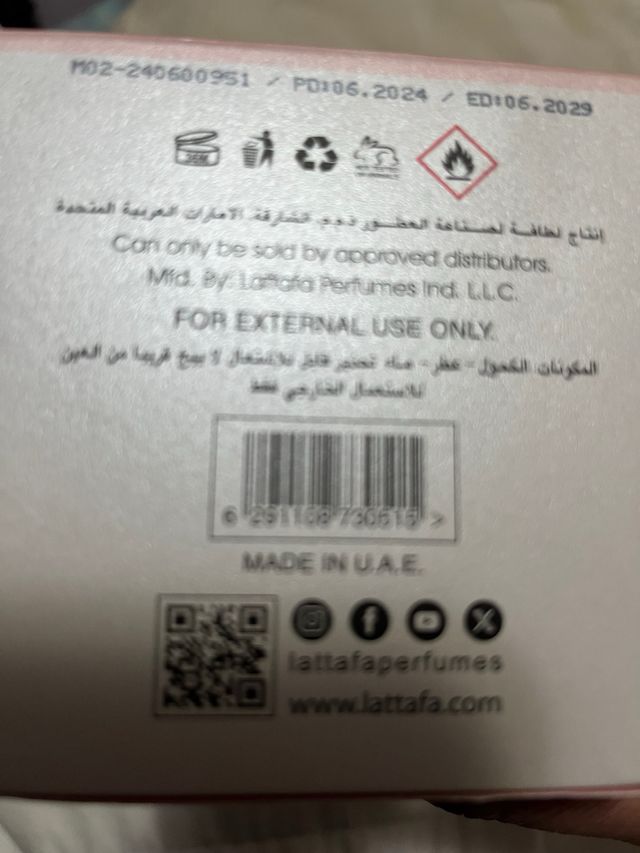 M02-240600951 / PD:06.2024 / ED:06.2029
36M
إنتاج لطافة لصناعة العطور ذ.م.م. الشارقة الامارات العربية المتحدة
Can only be sold by approved distributors.
Mfd. By: Lattafa Perfumes Ind. L.L.C.
FOR EXTERNAL USE ONLY.
المكونات: الكحول - عطر - ماء تحذير قابل للاشتعال لا يبخ قريبا من العين
للاستعمال الخارجي فقط
6 291108 730515 >
MADE IN U.A.E.
lattafaperfumes
www.lattafa.com